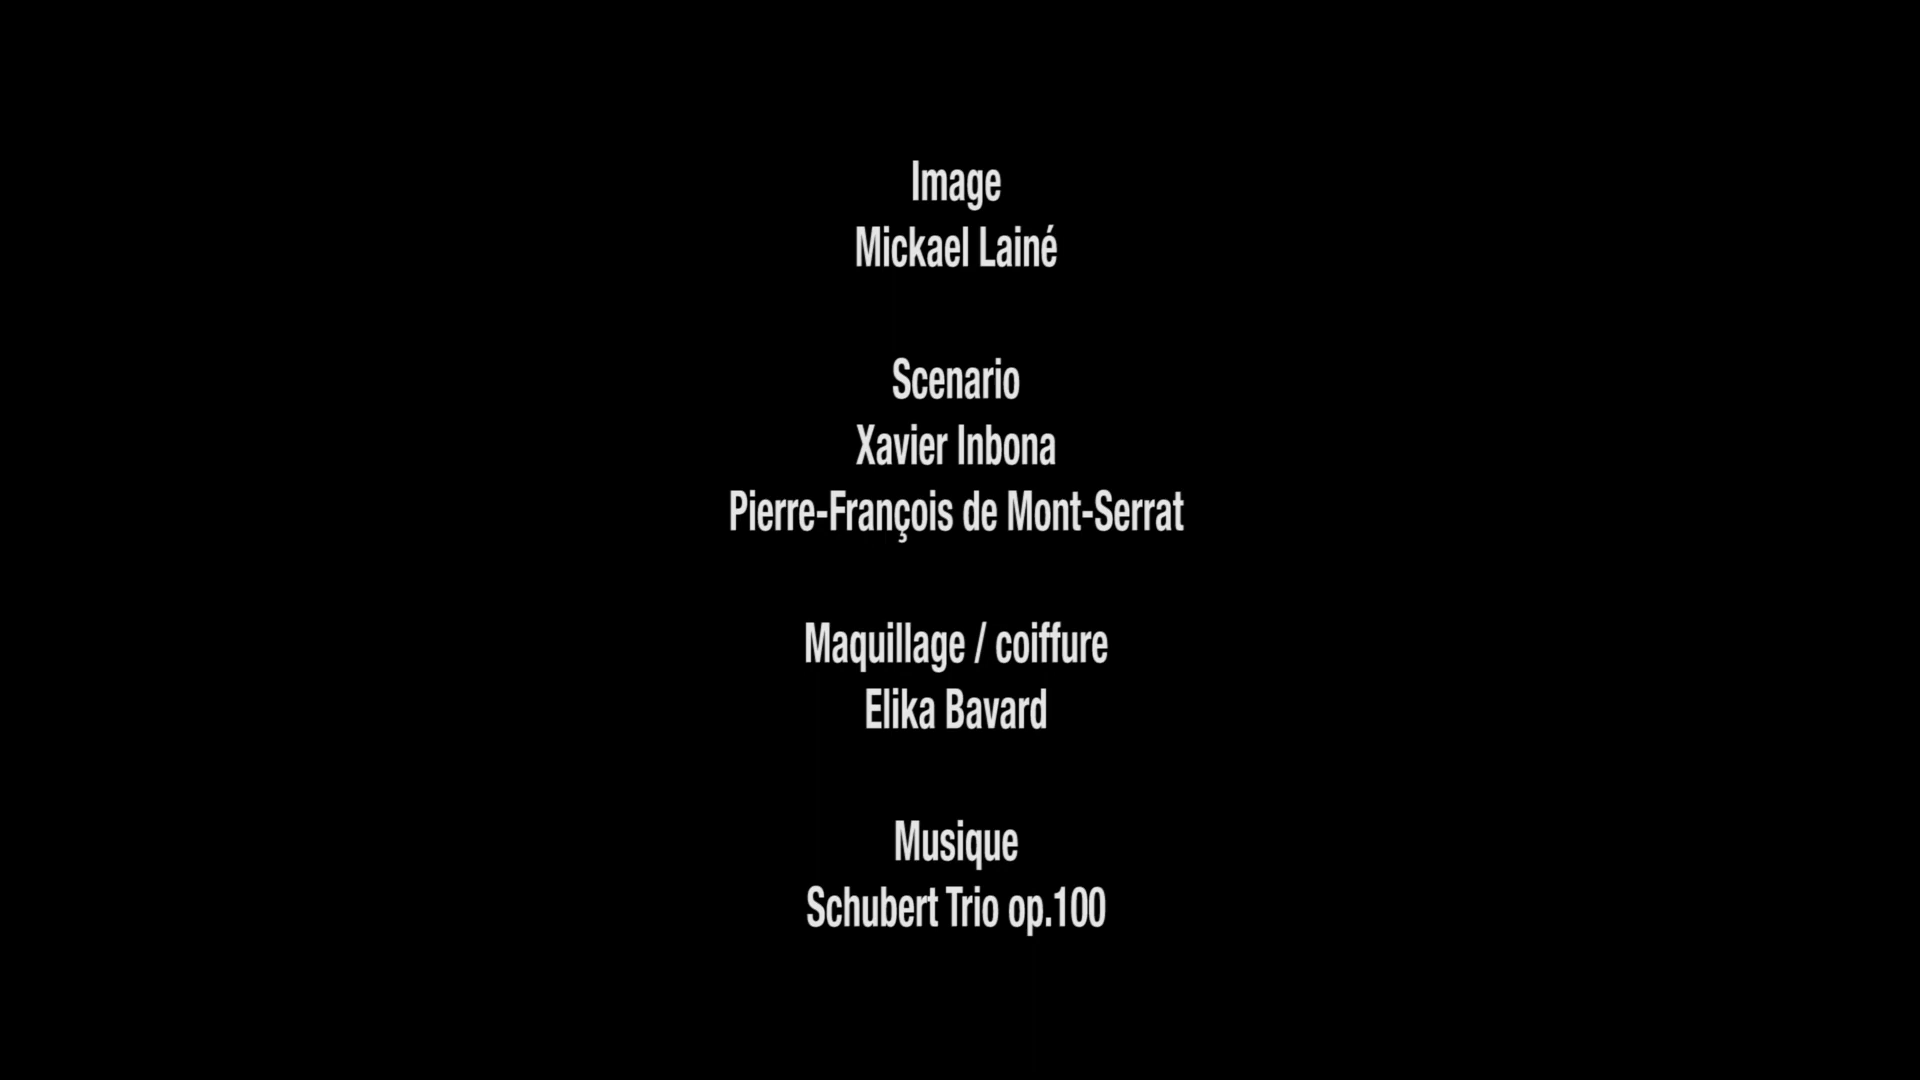 Image
Mickael Lainé
Scenario
Xavier Inbona
Pierre-François de Mont-Serrat
Maquillage / coiffure
Elika Bavard
Musique
Schubert Trio op.100